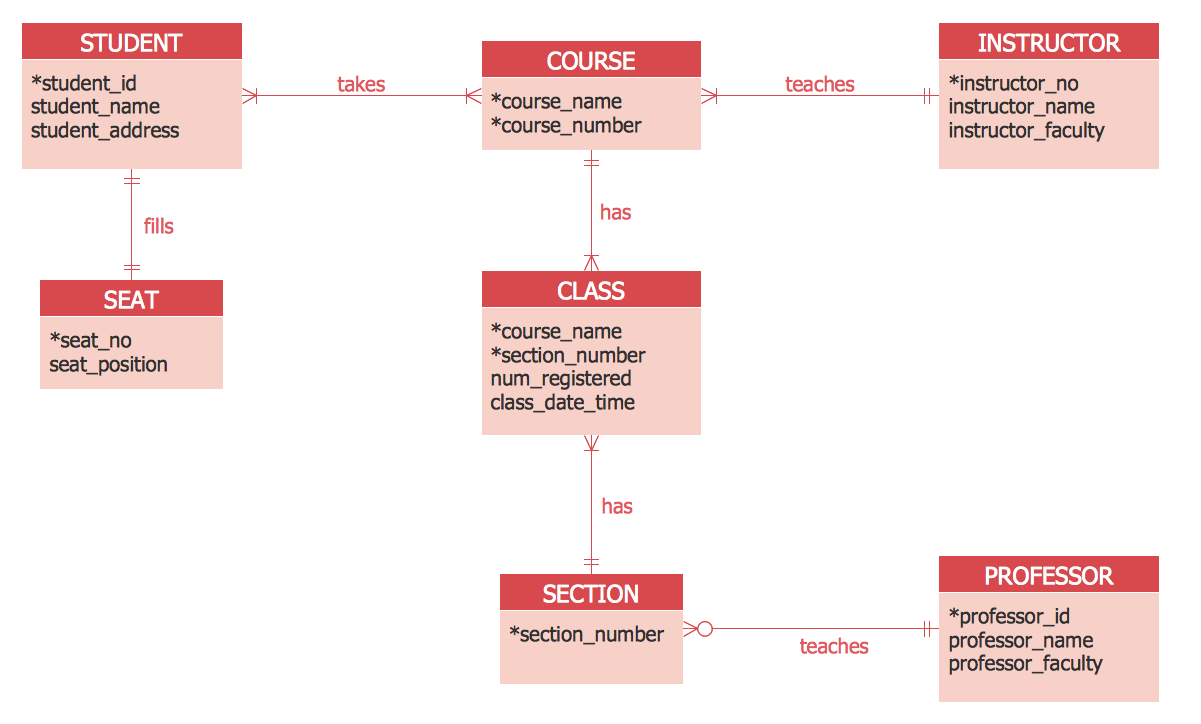 STUDENT
*student_id
student_name
student_address
takes
COURSE
*course_name
*course_number
teaches
INSTRUCTOR
*instructor_no
instructor_name
instructor_faculty
fills
has
SEAT
*seat_no
seat_position
CLASS
*course_name
*section_number
num_registered
class_date_time
has
SECTION
*section_number
teaches
PROFESSOR
*professor_id
professor_name
professor_faculty